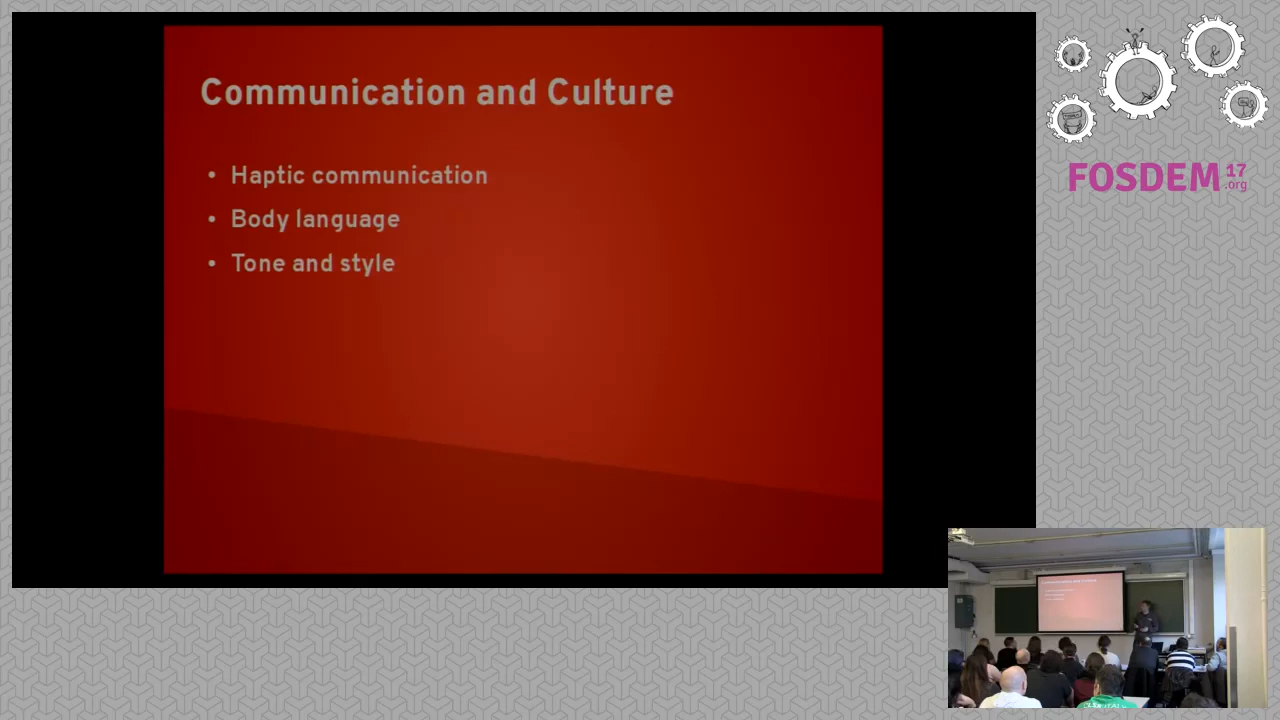 Communication and Culture
• Haptic communication
• Body language
• Tone and style
FOSDEM 17
.org